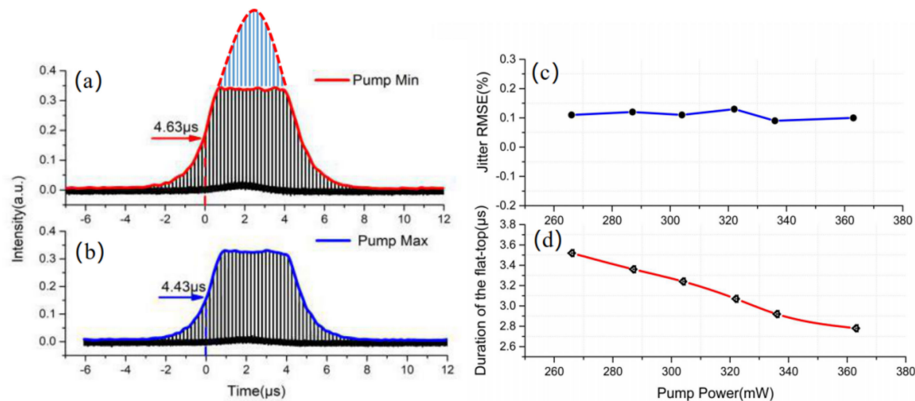 (a)
Pump Min
4.63μs
0.4
0.3
0.2
0.1
0.0
-6 -4 -2 0 2 4 6 8 10 12
(b)
Pump Max
4.43μs
0.3
0.2
0.1
0.0
-6 -4 -2 0 2 4 6 8 10 12
Intensity(a.u.)
Time(μs)
(c)
Jitter RMSE(%)
0.3
0.2
0.1
0.0
-0.1
-0.2
260 280 300 320 340 360 380
(d)
Duration of the flat-top(μs)
3.8
3.6
3.4
3.2
3.0
2.8
2.6
260 280 300 320 340 360 380
Pump Power(mW)